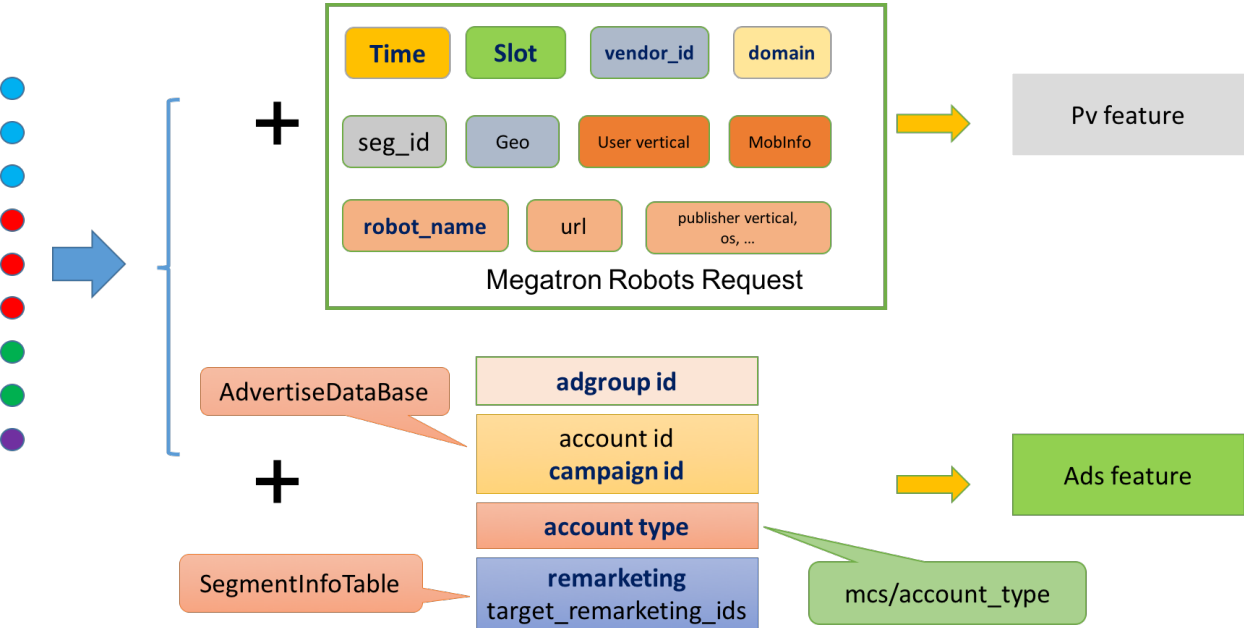 Time
Slot
vendor_id
domain
seg_id
Geo
User vertical
MobInfo
robot_name
url
publisher vertical,
os, ...
Megatron Robots Request
Pv feature
AdvertiseDataBase
adgroup id
account id
campaign id
account type
SegmentInfoTable
remarketing
target_remarketing_ids
Ads feature
mcs/account_type